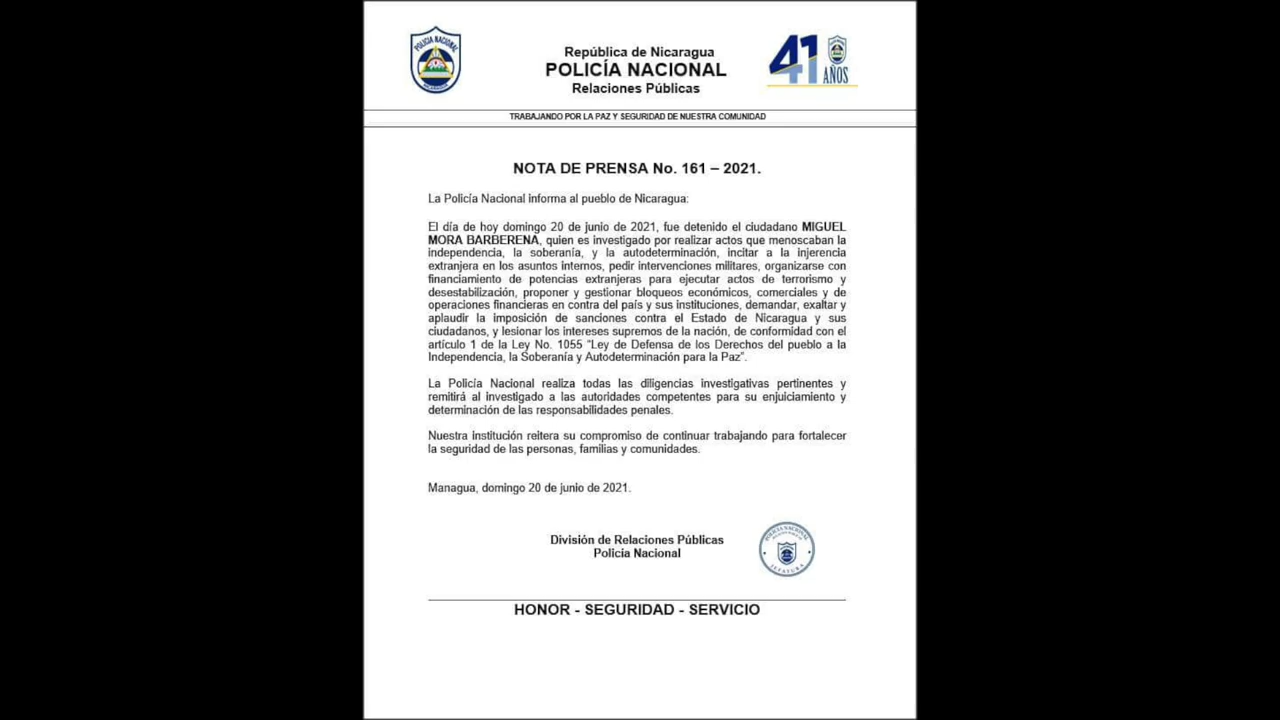 POLICIA NACIONAL
NICARAGUA
República de Nicaragua
POLICÍA NACIONAL
Relaciones Públicas
41
AÑOS
TRABAJANDO POR LA PAZ Y SEGURIDAD DE NUESTRA COMUNIDAD
NOTA DE PRENSA No. 161 – 2021.
La Policía Nacional informa al pueblo de Nicaragua:
El día de hoy domingo 20 de junio de 2021, fue detenido el ciudadano MIGUEL
MORA BARBERENA, quien es investigado por realizar actos que menoscaban la
independencia, la soberanía, y la autodeterminación, incitar a la injerencia
extranjera en los asuntos internos, pedir intervenciones militares, organizarse con
financiamiento de potencias extranjeras para ejecutar actos de terrorismo y
desestabilización, proponer y gestionar bloqueos económicos, comerciales y de
operaciones financieras en contra del país y sus instituciones, demandar, exaltar y
aplaudir la imposición de sanciones contra el Estado de Nicaragua y sus
ciudadanos, y lesionar los intereses supremos de la nación, de conformidad con el
artículo 1 de la Ley No. 1055 “Ley de Defensa de los Derechos del pueblo a la
Independencia, la Soberanía y Autodeterminación para la Paz”.
La Policía Nacional realiza todas las diligencias investigativas pertinentes y
remitirá al investigado a las autoridades competentes para su enjuiciamiento y
determinación de las responsabilidades penales.
Nuestra institución reitera su compromiso de continuar trabajando para fortalecer
la seguridad de las personas, familias y comunidades.
Managua, domingo 20 de junio de 2021.
División de Relaciones Públicas
Policía Nacional
POLICIA NACIONAL
JEFATURA
HONOR - SEGURIDAD - SERVICIO